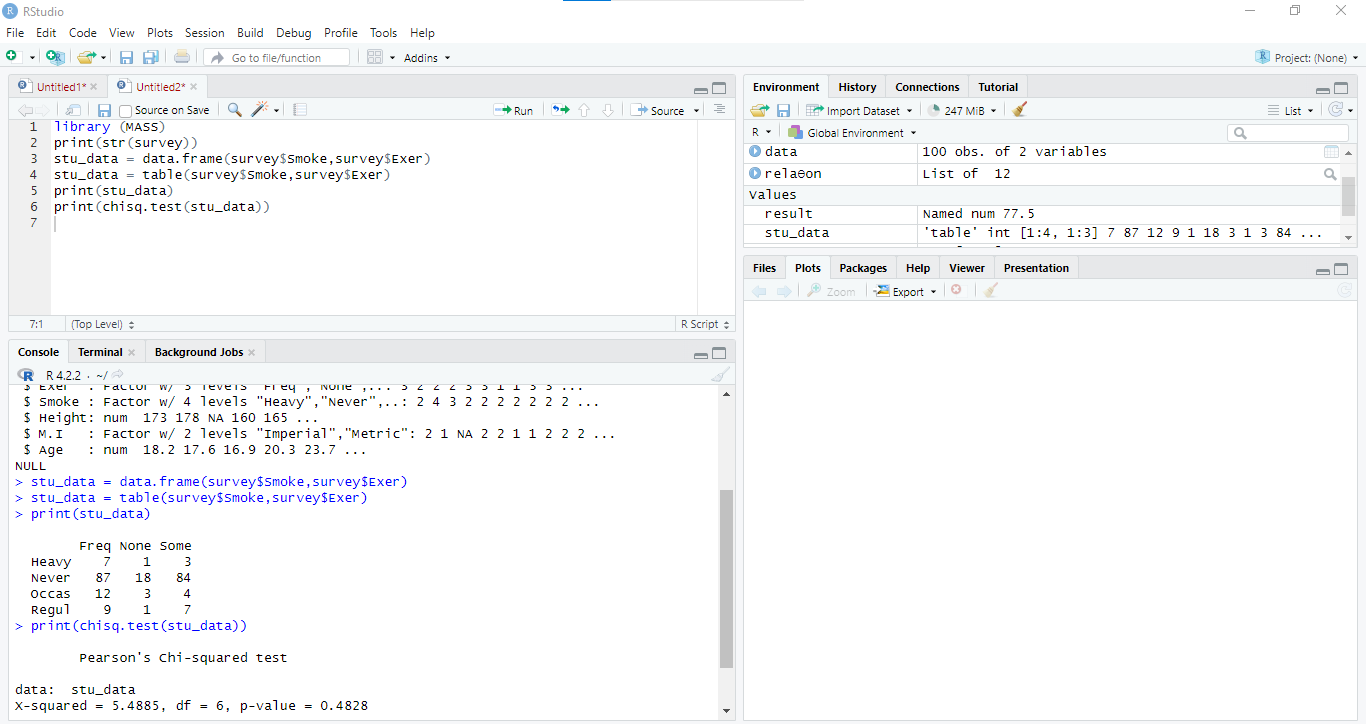 RStudio
File Edit Code View Plots Session Build Debug Profile Tools Help
Go to file/function Addins Project: (None)
Untitled1* Untitled2*
Source on Save Run Source
1 library (MASS)
2 print(str(survey))
3 stu_data = data.frame(survey$Smoke,survey$Exer)
4 stu_data = table(survey$Smoke,survey$Exer)
5 print(stu_data)
6 print(chisq.test(stu_data))
7
7:1 (Top Level) R Script
Console Terminal Background Jobs
R 4.2.2 · ~/
$ Exer : Factor w/ 3 levels "Freq","None",..: 3 2 2 2 3 3 1 1 3 3 ...
$ Smoke : Factor w/ 4 levels "Heavy","Never",..: 2 4 3 2 2 2 2 2 2 2 ...
$ Height: num 173 178 NA 160 165 ...
$ M.I : Factor w/ 2 levels "Imperial","Metric": 2 1 NA 2 2 1 1 2 2 2 ...
$ Age : num 18.2 17.6 16.9 20.3 23.7 ...
NULL
> stu_data = data.frame(survey$Smoke,survey$Exer)
> stu_data = table(survey$Smoke,survey$Exer)
> print(stu_data)
Freq None Some
Heavy 7 1 3
Never 87 18 84
Occas 12 3 4
Regul 9 1 7
> print(chisq.test(stu_data))
Pearson's Chi-squared test
data: stu_data
X-squared = 5.4885, df = 6, p-value = 0.4828
Environment History Connections Tutorial
Import Dataset 247 MiB List
R Global Environment
data 100 obs. of 2 variables
relaƟon List of 12
Values
result Named num 77.5
stu_data 'table' int [1:4, 1:3] 7 87 12 9 1 18 3 1 3 84 ...
Files Plots Packages Help Viewer Presentation
Zoom Export